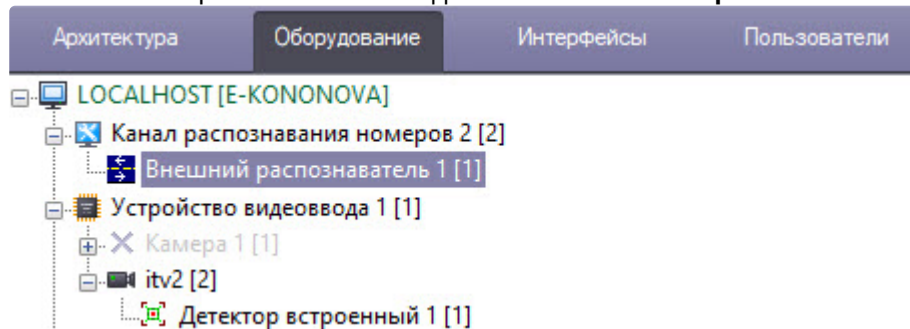 Архитектура Оборудование Интерфейсы Пользователи
LOCALHOST [E-KONONOVA]
Канал распознавания номеров 2 [2]
Внешний распознаватель 1 [1]
Устройство видеоввода 1 [1]
Камера 1 [1]
itv2 [2]
Детектор встроенный 1 [1]